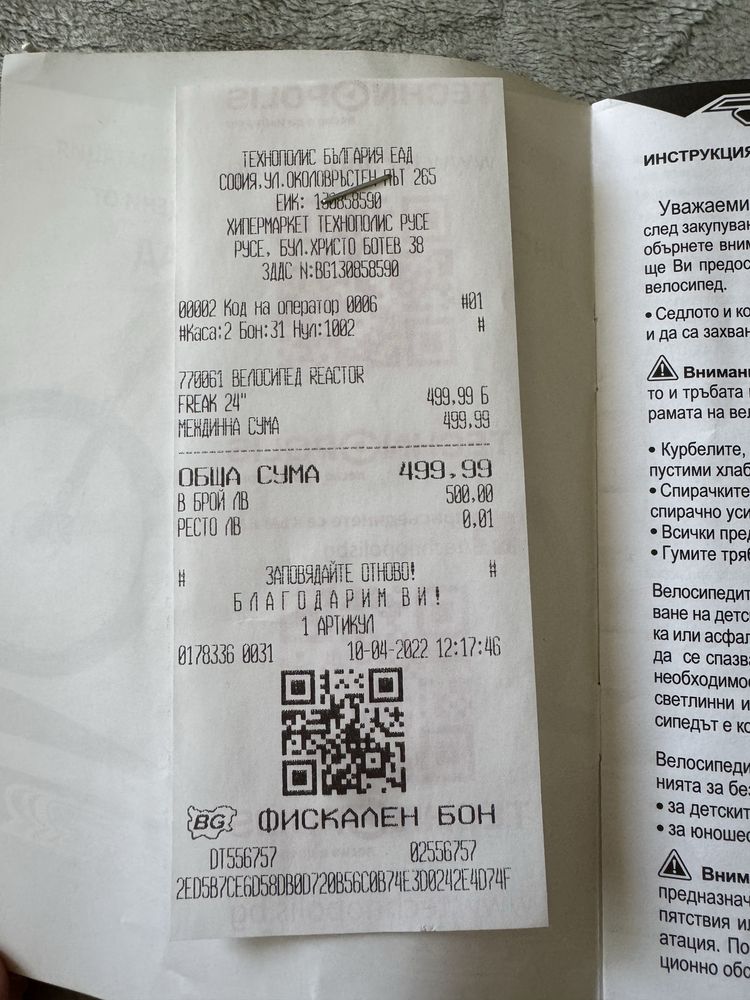 ТЕХНОПОЛИС БЪЛГАРИЯ ЕАД
СОФИЯ,УЛ.ОКОЛОВРЪСТЕН ПЪТ 265
ЕИК: 130858590
ХИПЕРМАРКЕТ ТЕХНОПОЛИС РУСЕ
РУСЕ, БУЛ.ХРИСТО БОТЕВ 38
ЗДДС N:BG130858590
00002 Код на оператор 0006 #01
#Каса:2 Бон:31 Нул:1002 #
770061 ВЕЛОСИПЕД REACTOR
FREAK 24" 499,99 Б
МЕЖДИННА СУМА 499,99
ОБЩА СУМА 499,99
В БРОЙ ЛВ 500,00
РЕСТО ЛВ 0,01
# ЗАПОВЯДАЙТЕ ОТНОВО! #
БЛАГОДАРИМ ВИ!
1 АРТИКУЛ
0178336 0031 10-04-2022 12:17:46
BG ФИСКАЛЕН БОН
DT556757 02556757
2ED5B7CE6D58DB0D720B56C0B74E3D0242E4D74F
ИНСТРУКЦИЯ
Уважаеми
след закупуван
обърнете вним
ще Ви предос
велосипед.
• Седлото и ко
и да са захван
Внимани
то и тръбата
рамата на вел
• Курбелите,
пустими хлаб
• Спирачките
спирачно уси
• Всички пред
• Гумите тряб
Велосипедит
ване на детс
ка или асфал
да се спазва
необходимос
светлинни и
сипедът е ко
Велосипеди
нията за без
• за детскит
• за юношес
Вним
предназнач
пятствия ил
атация. По
ционно обс